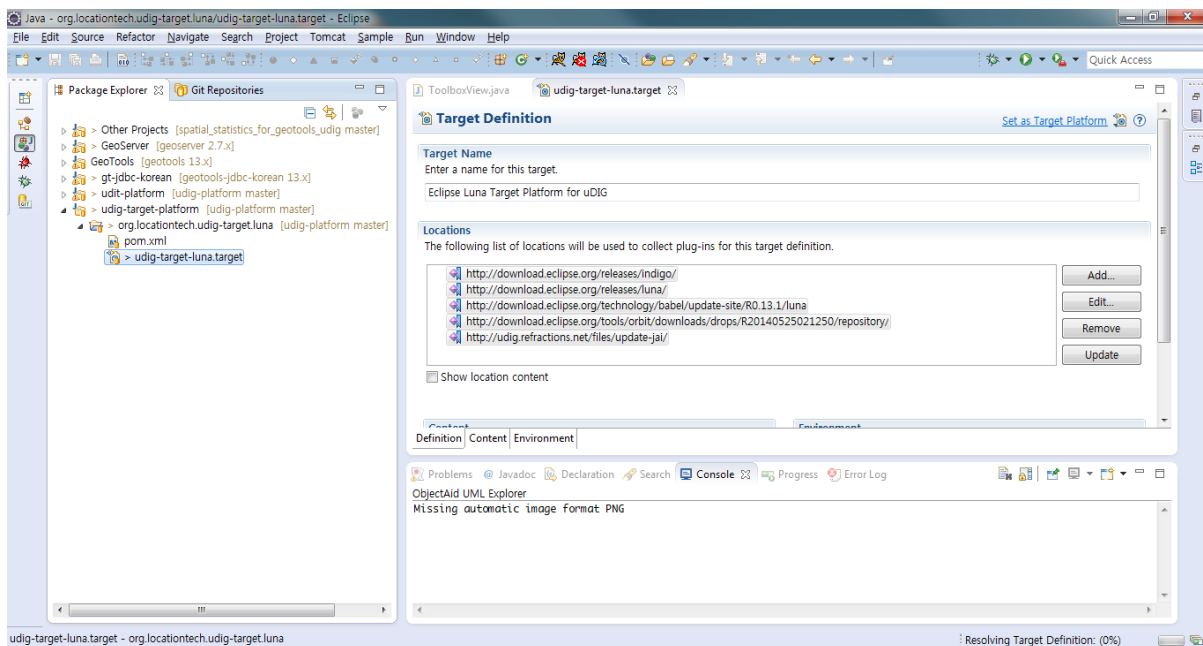 Java - org.locationtech.udig-target.luna/udig-target-luna.target - Eclipse
File Edit Source Refactor Navigate Search Project Tomcat Sample Run Window Help
Quick Access
Package Explorer Git Repositories
> Other Projects [spatial_statistics_for_geotools_udig master]
> GeoServer [geoserver 2.7.x]
GeoTools [geotools 13.x]
> gt-jdbc-korean [geotools-jdbc-korean 13.x]
> udit-platform [udig-platform master]
> udig-target-platform [udig-platform master]
> org.locationtech.udig-target.luna [udig-platform master]
pom.xml
> udig-target-luna.target
ToolboxView.java udig-target-luna.target
Target Definition
Set as Target Platform
Target Name
Enter a name for this target.
Eclipse Luna Target Platform for uDIG
Locations
The following list of locations will be used to collect plug-ins for this target definition.
http://download.eclipse.org/releases/indigo/
http://download.eclipse.org/releases/luna/
http://download.eclipse.org/technology/babel/update-site/R0.13.1/luna
http://download.eclipse.org/tools/orbit/downloads/drops/R20140525021250/repository/
http://udig.refractions.net/files/update-jai/
Add...
Edit...
Remove
Update
Show location content
Content Environment
Definition Content Environment
Problems @ Javadoc Declaration Search Console Progress Error Log
ObjectAid UML Explorer
Missing automatic image format PNG
udig-target-luna.target - org.locationtech.udig-target.luna
Resolving Target Definition: (0%)